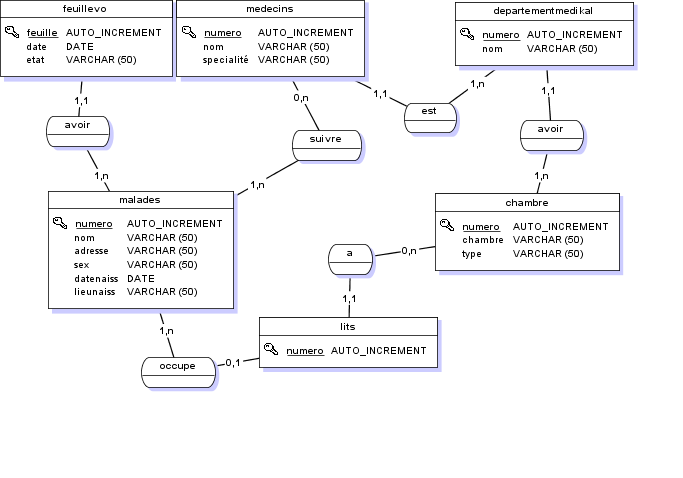 feuillevo
feuille AUTO_INCREMENT
date DATE
etat VARCHAR (50)
medecins
numero AUTO_INCREMENT
nom VARCHAR (50)
specialité VARCHAR (50)
departementmedikal
numero AUTO_INCREMENT
nom VARCHAR (50)
1,1
0,n
1,1
1,n
1,1
avoir
suivre
est
avoir
1,n
1,n
1,n
malades
numero AUTO_INCREMENT
nom VARCHAR (50)
adresse VARCHAR (50)
sex VARCHAR (50)
datenaiss DATE
lieunaiss VARCHAR (50)
chambre
numero AUTO_INCREMENT
chambre VARCHAR (50)
type VARCHAR (50)
a
0,n
1,1
lits
numero AUTO_INCREMENT
1,n
occupe
0,1